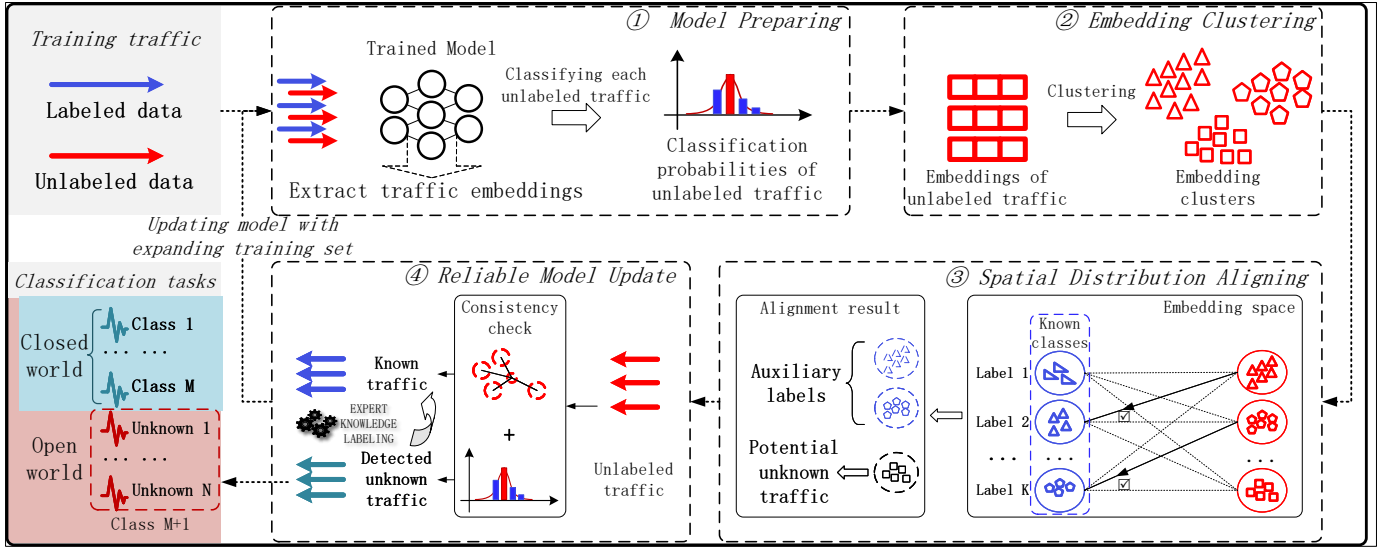 Training traffic
Labeled data
Unlabeled data
① Model Preparing
Trained Model
Classifying each
unlabeled traffic
Extract traffic embeddings
Classification
probabilities of
unlabeled traffic
② Embedding Clustering
Clustering
Embeddings of
unlabeled traffic
Embedding
clusters
Updating model with
expanding training set
Classification tasks
Closed
world
Class 1
... ...
Class M
Open
world
Unknown 1
... ...
Unknown N
Class M+1
④ Reliable Model Update
Consistency
check
Known
traffic
EXPERT
KNOWLEDGE
LABELING
Detected
unknown
traffic
+
Unlabeled
traffic
③ Spatial Distribution Aligning
Alignment result
Auxiliary
labels
Potential
unknown
traffic
Embedding space
Known
classes
Label 1
Label 2
... ...
...
Label K